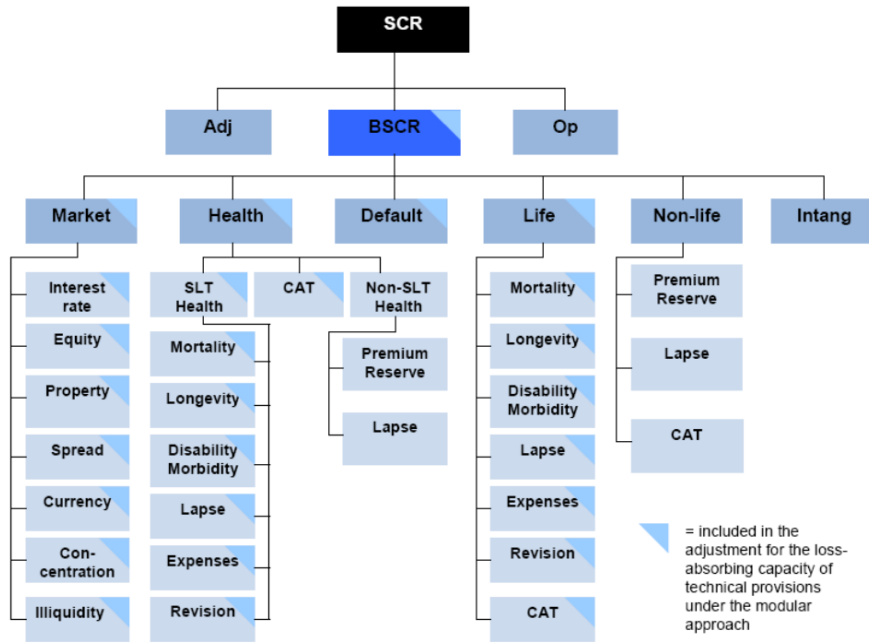 SCR
Adj
BSCR
Op
Market
Health
Default
Life
Non-life
Intang
Interest
rate
Equity
Property
Spread
Currency
Con-
centration
Illiquidity
SLT
Health
CAT
Non-SLT
Health
Mortality
Longevity
Disability
Morbidity
Lapse
Expenses
Revision
Premium
Reserve
Lapse
Mortality
Longevity
Disability
Morbidity
Lapse
Expenses
Revision
CAT
Premium
Reserve
Lapse
CAT
= included in the
adjustment for the loss-
absorbing capacity of
technical provisions
under the modular
approach